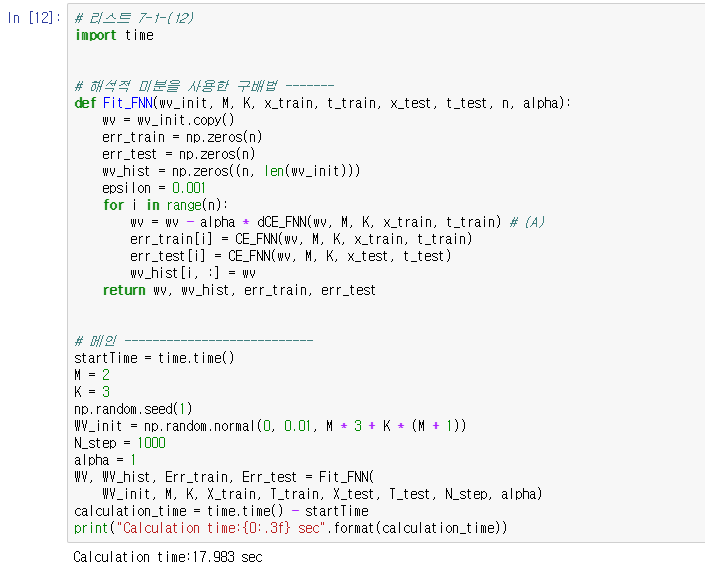 In [12]:
# 리스트 7-1-(12)
import time
# 해석적 미분을 사용한 구배법 -------
def Fit_FNN(wv_init, M, K, x_train, t_train, x_test, t_test, n, alpha):
    wv = wv_init.copy()
    err_train = np.zeros(n)
    err_test = np.zeros(n)
    wv_hist = np.zeros((n, len(wv_init)))
    epsilon = 0.001
    for i in range(n):
        wv = wv - alpha * dCE_FNN(wv, M, K, x_train, t_train) # (A)
        err_train[i] = CE_FNN(wv, M, K, x_train, t_train)
        err_test[i] = CE_FNN(wv, M, K, x_test, t_test)
        wv_hist[i, :] = wv
    return wv, wv_hist, err_train, err_test
# 메인 ---------------------------
startTime = time.time()
M = 2
K = 3
np.random.seed(1)
WV_init = np.random.normal(0, 0.01, M * 3 + K * (M + 1))
N_step = 1000
alpha = 1
WV, WV_hist, Err_train, Err_test = Fit_FNN(
    WV_init, M, K, X_train, T_train, X_test, T_test, N_step, alpha)
calculation_time = time.time() - startTime
print("Calculation time:{0:.3f} sec".format(calculation_time))
Calculation time:17.983 sec